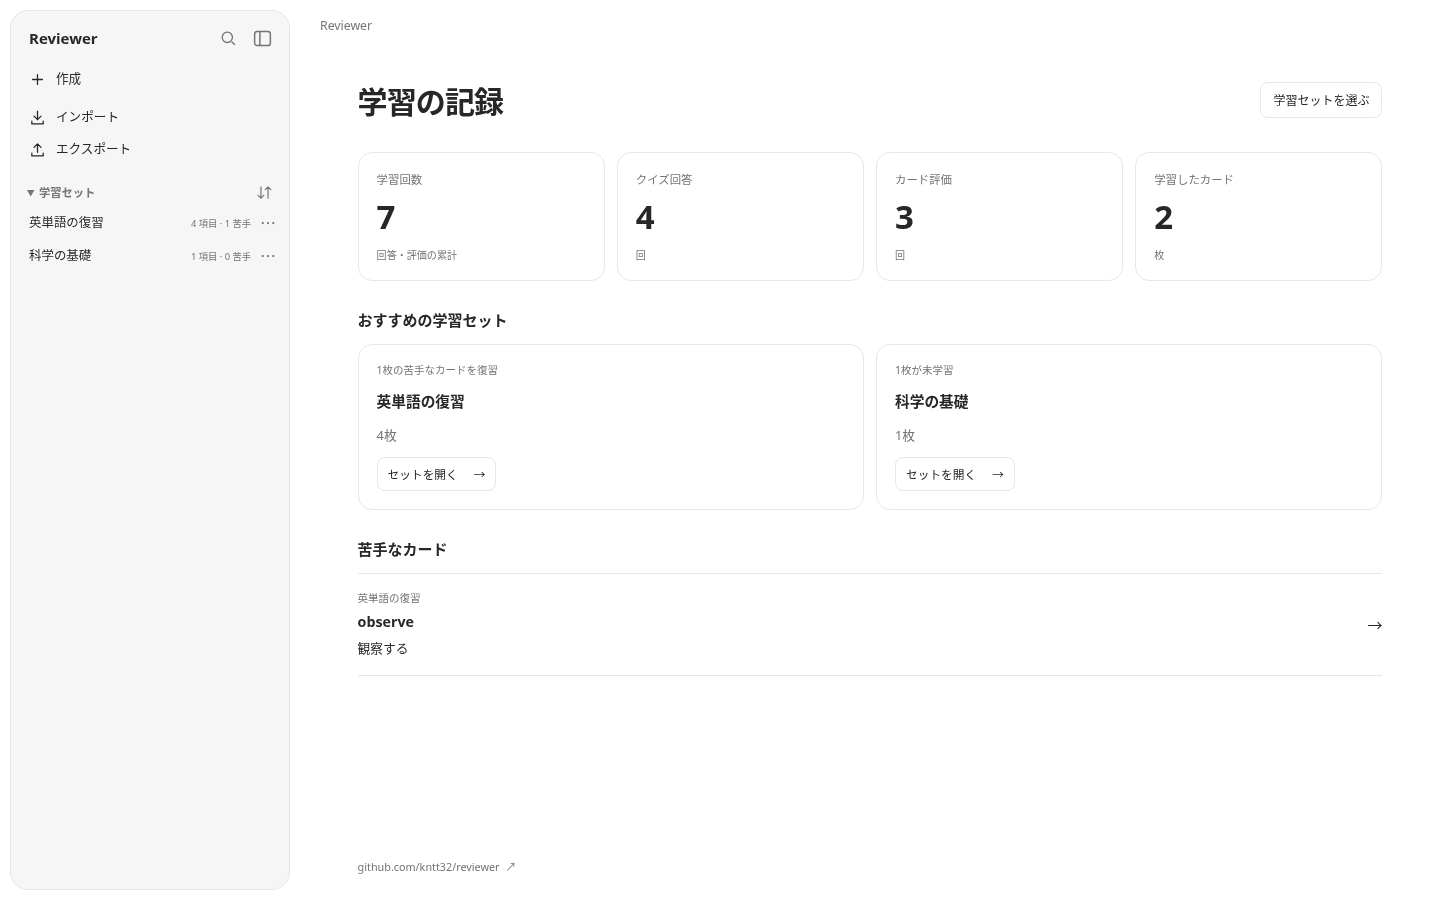 Reviewer
作成
インポート
エクスポート
▼ 学習セット
英単語の復習 4 項目 · 1 苦手 ···
科学の基礎 1 項目 · 0 苦手 ···
Reviewer
学習の記録
学習セットを選ぶ
学習回数
7
回答・評価の累計
クイズ回答
4
回
カード評価
3
回
学習したカード
2
枚
おすすめの学習セット
1枚の苦手なカードを復習
英単語の復習
4枚
セットを開く →
1枚が未学習
科学の基礎
1枚
セットを開く →
苦手なカード
英単語の復習
observe
観察する
→
github.com/kntt32/reviewer ↗